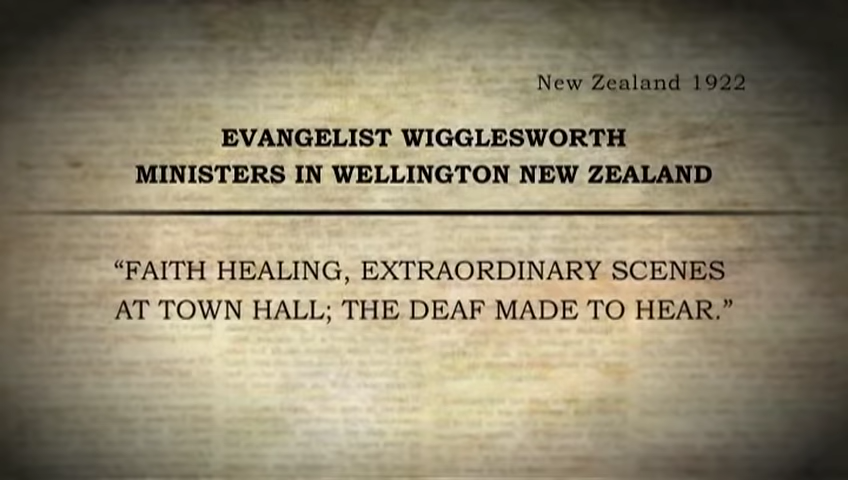 New Zealand 1922
EVANGELIST WIGGLESWORTH
MINISTERS IN WELLINGTON NEW ZEALAND
“FAITH HEALING, EXTRAORDINARY SCENES
AT TOWN HALL; THE DEAF MADE TO HEAR.”